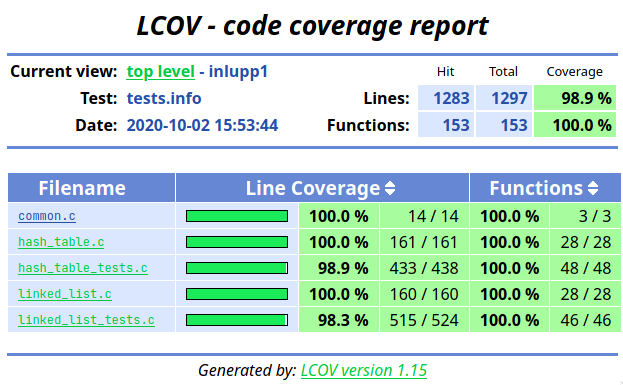 LCOV - code coverage report
Current view: top level - inlupp1 Hit Total Coverage
Test: tests.info Lines: 1283 1297 98.9 %
Date: 2020-10-02 15:53:44 Functions: 153 153 100.0 %
Filename Line Coverage Functions
common.c 100.0 % 14 / 14 100.0 % 3 / 3
hash_table.c 100.0 % 161 / 161 100.0 % 28 / 28
hash_table_tests.c 98.9 % 433 / 438 100.0 % 48 / 48
linked_list.c 100.0 % 160 / 160 100.0 % 28 / 28
linked_list_tests.c 98.3 % 515 / 524 100.0 % 46 / 46
Generated by: LCOV version 1.15